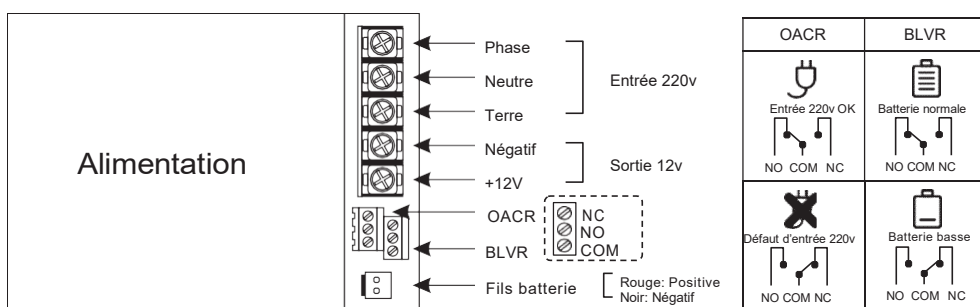 Alimentation
Phase
Neutre
Terre
Entrée 220v
Négatif
+12V
Sortie 12v
OACR
BLVR
NC
NO
COM
Fils batterie
Rouge: Positive
Noir: Négatif
OACR
BLVR
Entrée 220v OK
NO COM NC
Batterie normale
NO COM NC
Défaut d'entrée 220v
NO COM NC
Batterie basse
NO COM NC